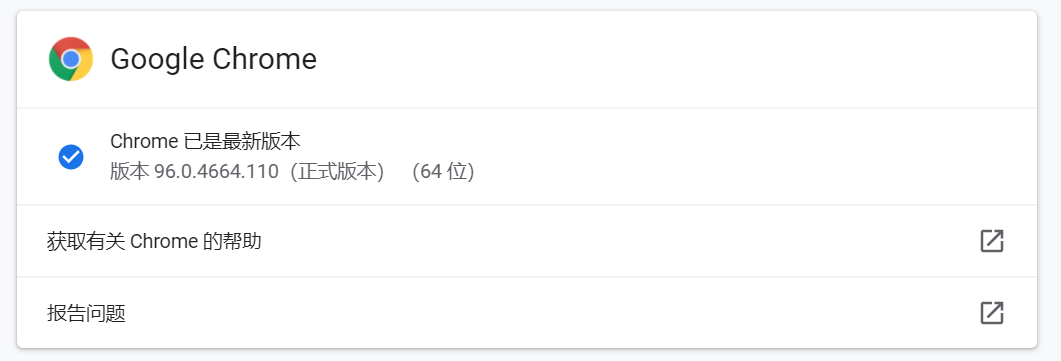 Google Chrome
Chrome 已是最新版本
版本 96.0.4664.110（正式版本） （64 位）
获取有关 Chrome 的帮助
报告问题